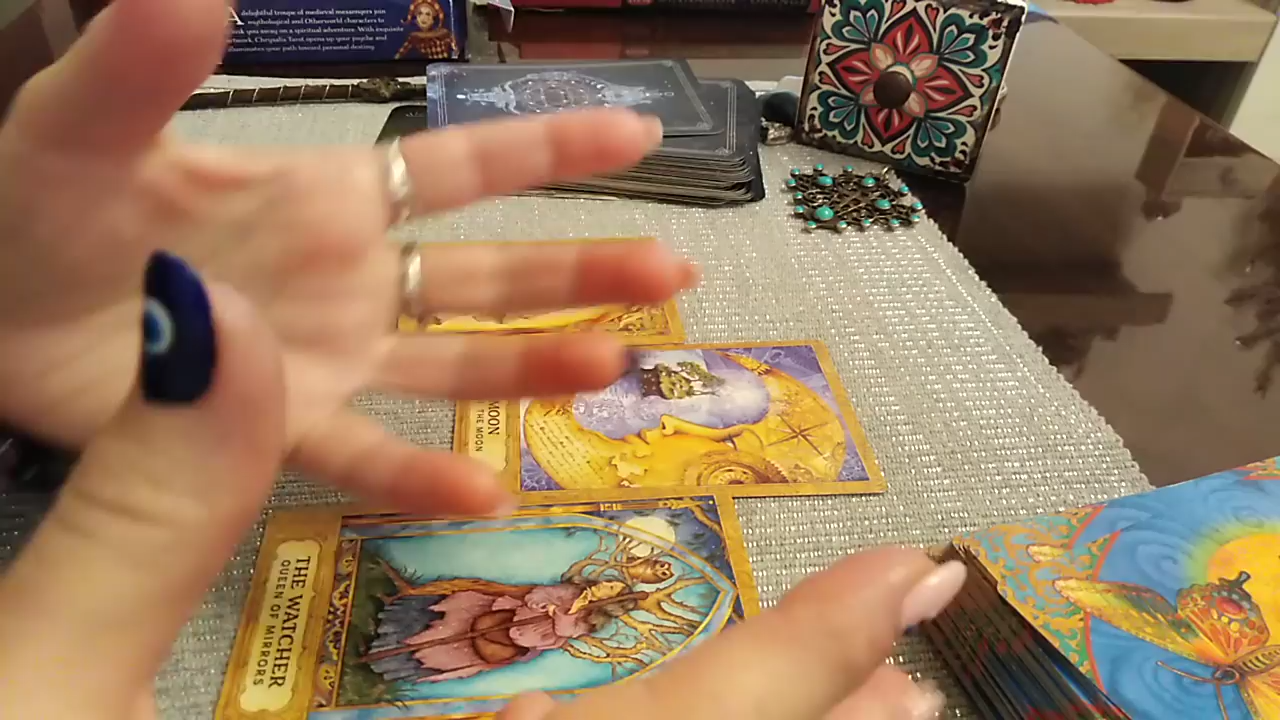 A delightful troupe of medieval messengers join
mythological and Otherworld characters to
you away on a spiritual adventure. With exquisite
artwork, Chrysalis Tarot opens up your psyche and
illuminates your path toward personal destiny.
MOON
THE MOON
THE WATCHER
QUEEN OF MIRRORS